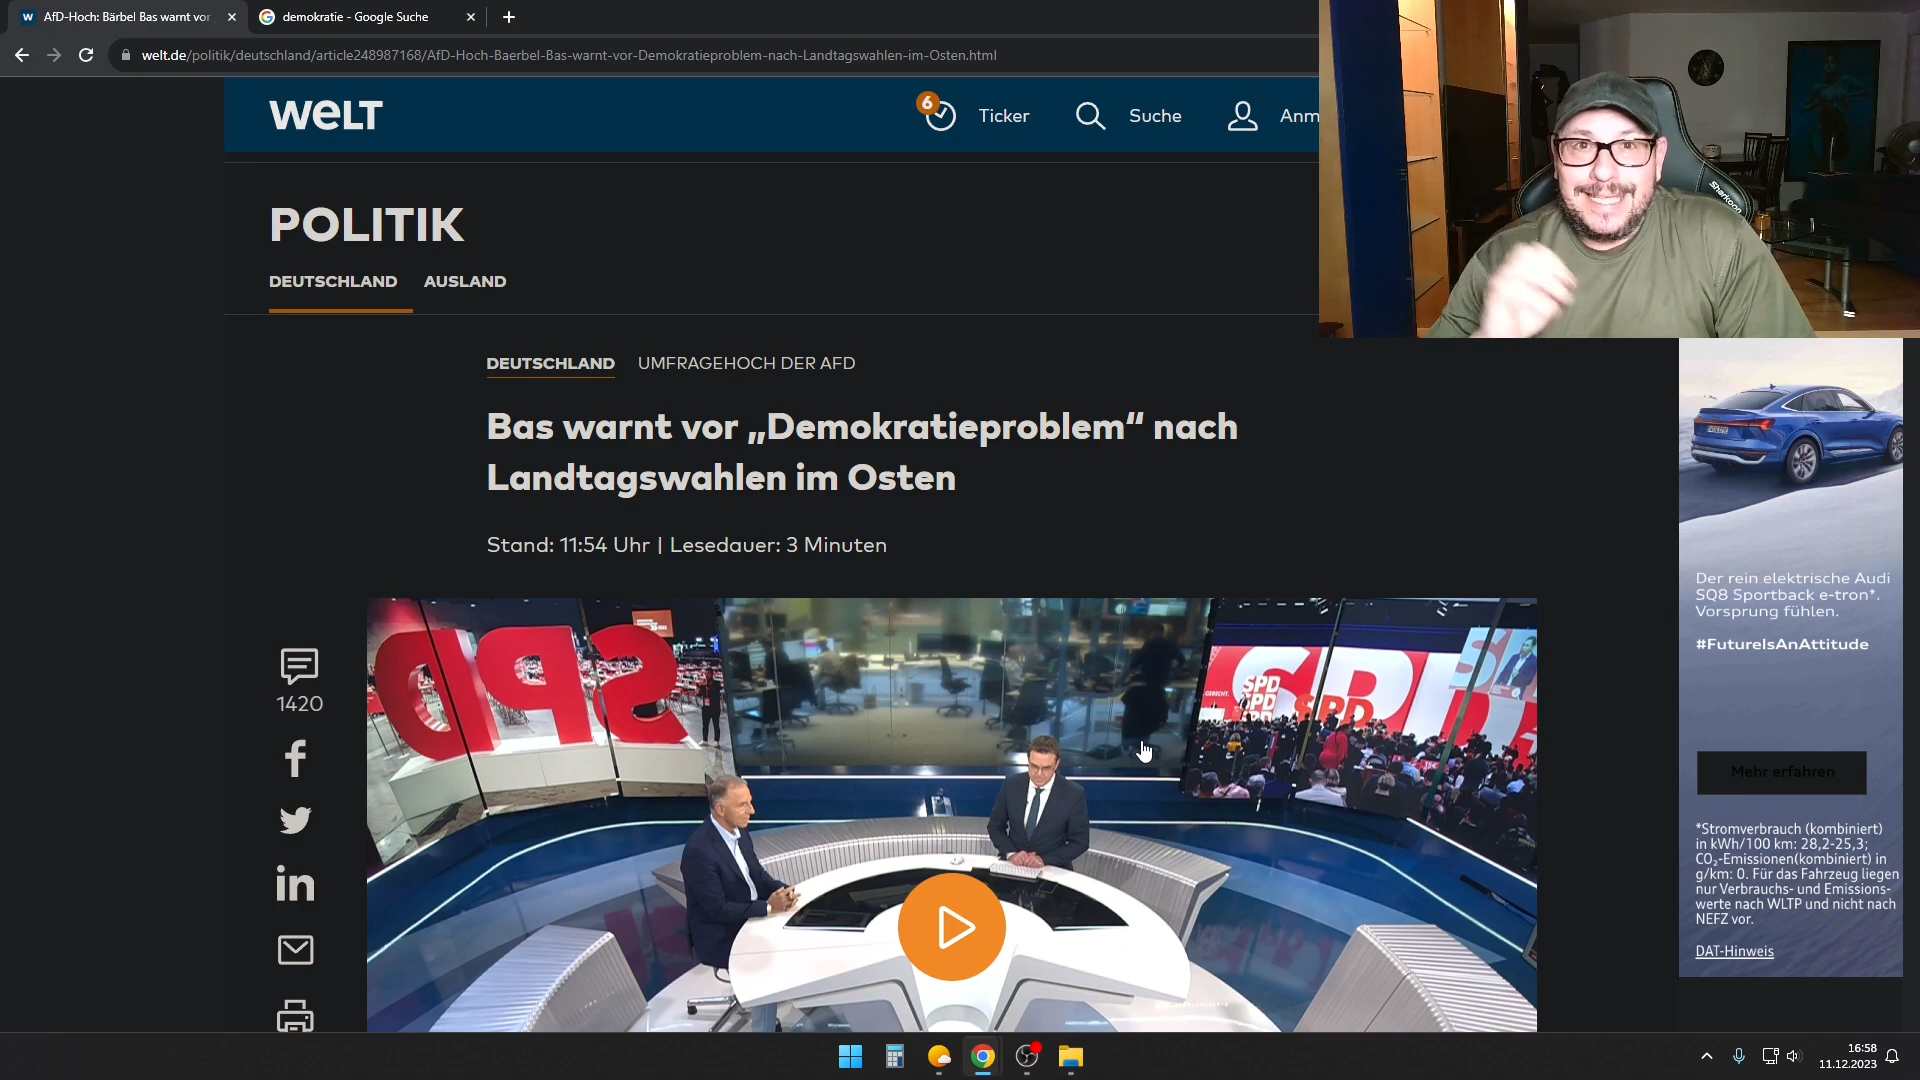 AfD-Hoch: Bärbel Bas warnt vor
demokratie - Google Suche
welt.de/politik/deutschland/article248987168/AfD-Hoch-Baerbel-Bas-warnt-vor-Demokratieproblem-nach-Landtagswahlen-im-Osten.html
WELT
6
Ticker
Suche
Anm
Sharkoon
POLITIK
DEUTSCHLAND AUSLAND
DEUTSCHLAND UMFRAGEHOCH DER AFD
Bas warnt vor „Demokratieproblem“ nach
Landtagswahlen im Osten
Stand: 11:54 Uhr | Lesedauer: 3 Minuten
1420
SPD
SPD
SPD
SPD
SPD
GERECHT.
Der rein elektrische Audi
SQ8 Sportback e-tron*.
Vorsprung fühlen.
#FutureIsAnAttitude
Mehr erfahren
*Stromverbrauch (kombiniert)
in kWh/100 km: 28,2-25,3;
CO₂-Emissionen(kombiniert) in
g/km: 0. Für das Fahrzeug liegen
nur Verbrauchs- und Emissions-
werte nach WLTP und nicht nach
NEFZ vor.
DAT-Hinweis
16:58
11.12.2023